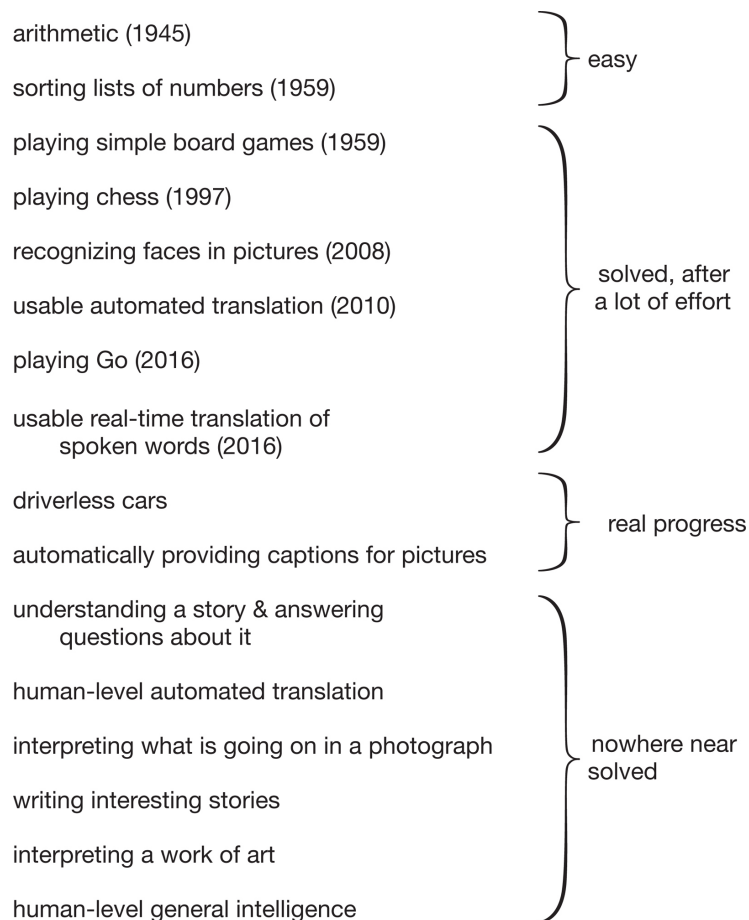 arithmetic (1945)
sorting lists of numbers (1959)
easy
playing simple board games (1959)
playing chess (1997)
recognizing faces in pictures (2008)
usable automated translation (2010)
playing Go (2016)
usable real-time translation of
spoken words (2016)
solved, after
a lot of effort
driverless cars
automatically providing captions for pictures
real progress
understanding a story & answering
questions about it
human-level automated translation
interpreting what is going on in a photograph
writing interesting stories
interpreting a work of art
human-level general intelligence
nowhere near
solved